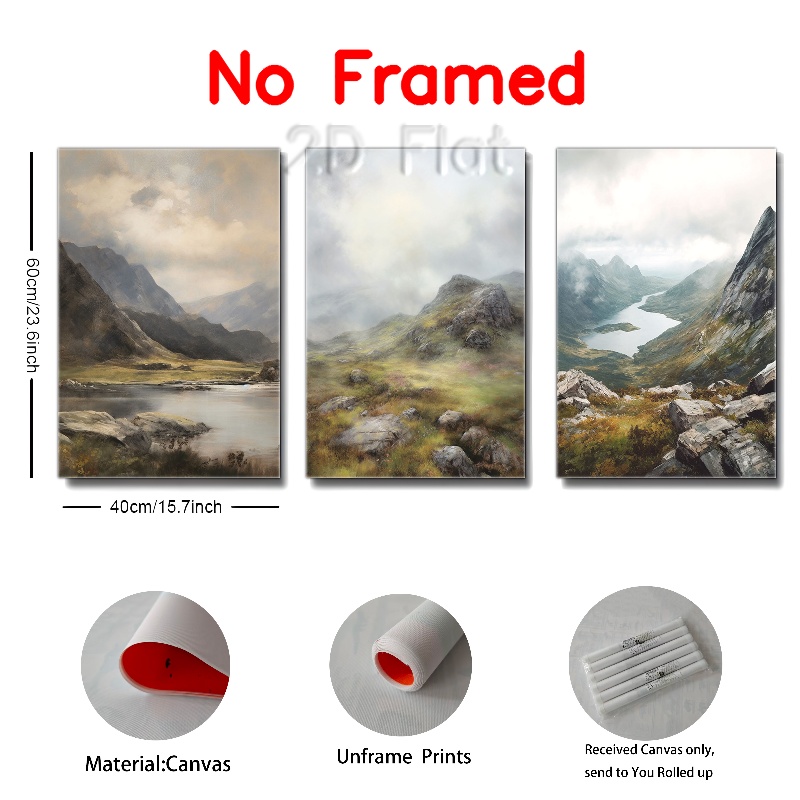 No Framed
2.D Flat.
60cm/23.6inch
40cm/15.7inch
Material:Canvas
Unframe Prints
Received Canvas only,
send to You Rolled up